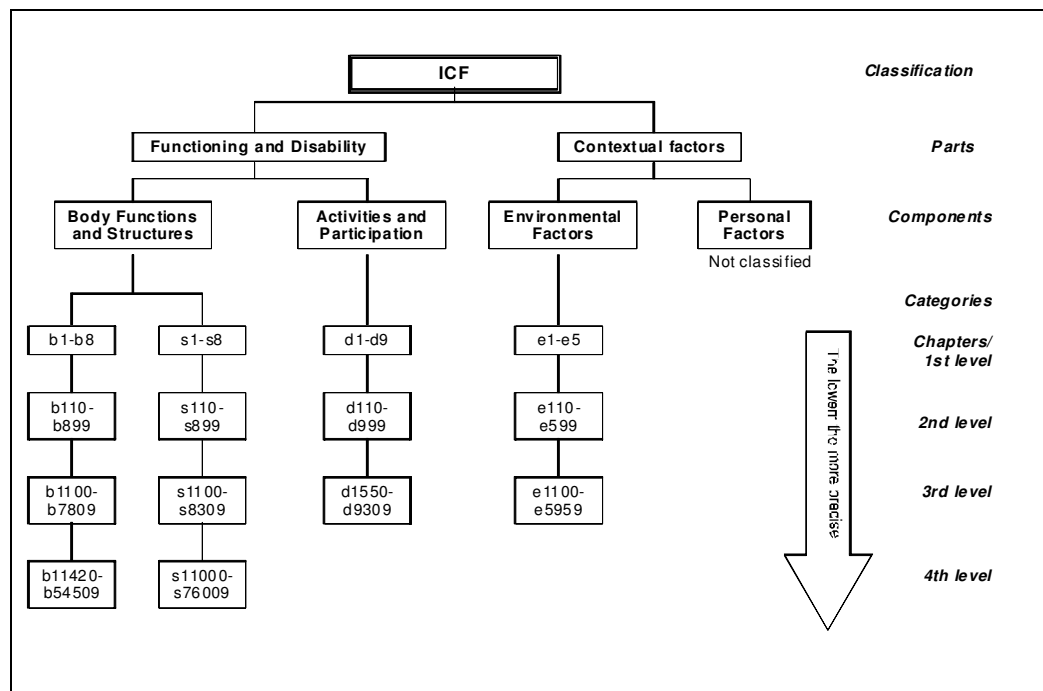 ICF
Classification
Functioning and Disability
Contextual factors
Parts
Body Functions
and Structures
Activities and
Participation
Environmental
Factors
Personal
Factors
Components
Not classified
Categories
b1-b8
s1-s8
d1-d9
e1-e5
Chapters/
1st level
b110-
b899
s110-
s899
d110-
d999
e110-
e599
2nd level
b1100-
b7809
s1100-
s8309
d1550-
d9309
e1100-
e5959
3rd level
b11420-
b54509
s11000-
s76009
4th level
The lower the more precise